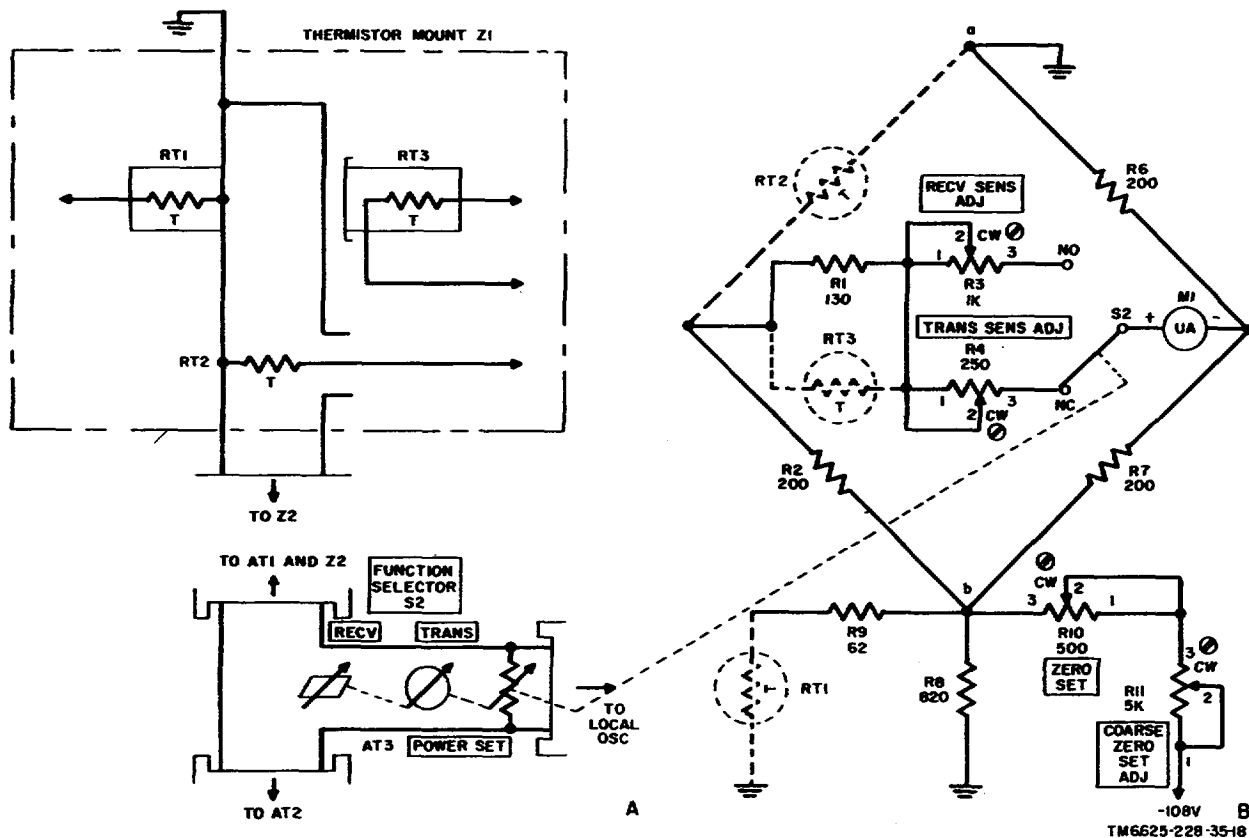 THERMISTOR MOUNT Z1
RT1
T
RT3
T
RT2
T
TO Z2
TO AT1 AND Z2
FUNCTION
SELECTOR
S2
RECV
TRANS
AT3
POWER SET
TO
LOCAL
OSC
TO AT2
A
a
RT2
T
R6
200
RECV SENS
ADJ
2
CW
1
3
NO
R1
130
R3
1K
TRANS SENS ADJ
S2
+
M1
UA
-
RT3
T
R4
250
1
3
2
CW
NC
R2
200
R7
200
b
CW
2
3
1
R9
62
R10
500
ZERO
SET
RT1
T
R8
820
3
CW
R11
5K
2
COARSE
ZERO
SET
ADJ
1
-108V
B
TM6625-228-35-18